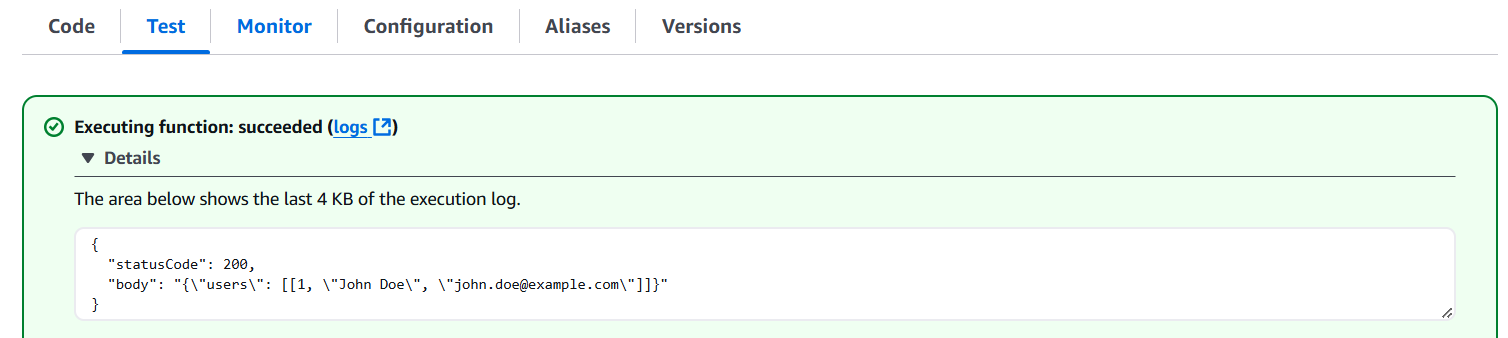 Code Test Monitor Configuration Aliases Versions
Executing function: succeeded (logs)
Details
The area below shows the last 4 KB of the execution log.
{
  "statusCode": 200,
  "body": "{\"users\": [[1, \"John Doe\", \"john.doe@example.com\"]]}"
}